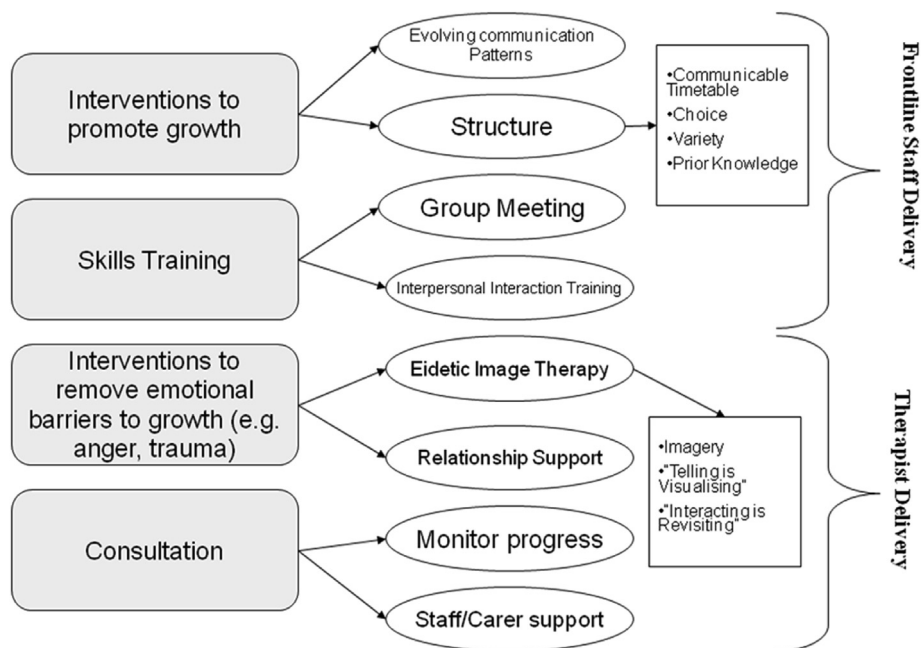 Interventions to
promote growth
Evolving communication
Patterns
Structure
•Communicable
Timetable
•Choice
•Variety
•Prior Knowledge
Frontline Staff Delivery
Skills Training
Group Meeting
Interpersonal Interaction Training
Interventions to
remove emotional
barriers to growth (e.g.
anger, trauma)
Eidetic Image Therapy
Relationship Support
•Imagery
•"Telling is
Visualising"
•"Interacting is
Revisiting"
Therapist Delivery
Consultation
Monitor progress
Staff/Carer support